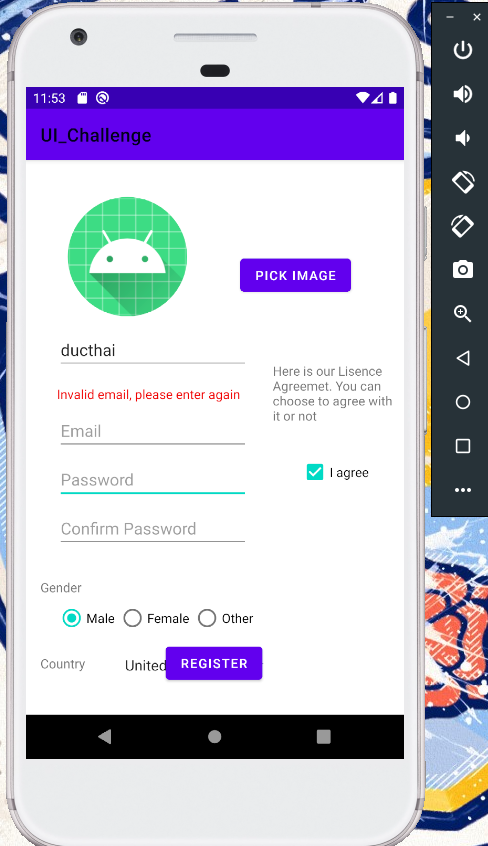 11:53
UI_Challenge
PICK IMAGE
ducthai
Invalid email, please enter again
Email
Password
Confirm Password
Here is our Lisence
Agreemet. You can
choose to agree with
it or not
I agree
Gender
Male Female Other
Country United REGISTER